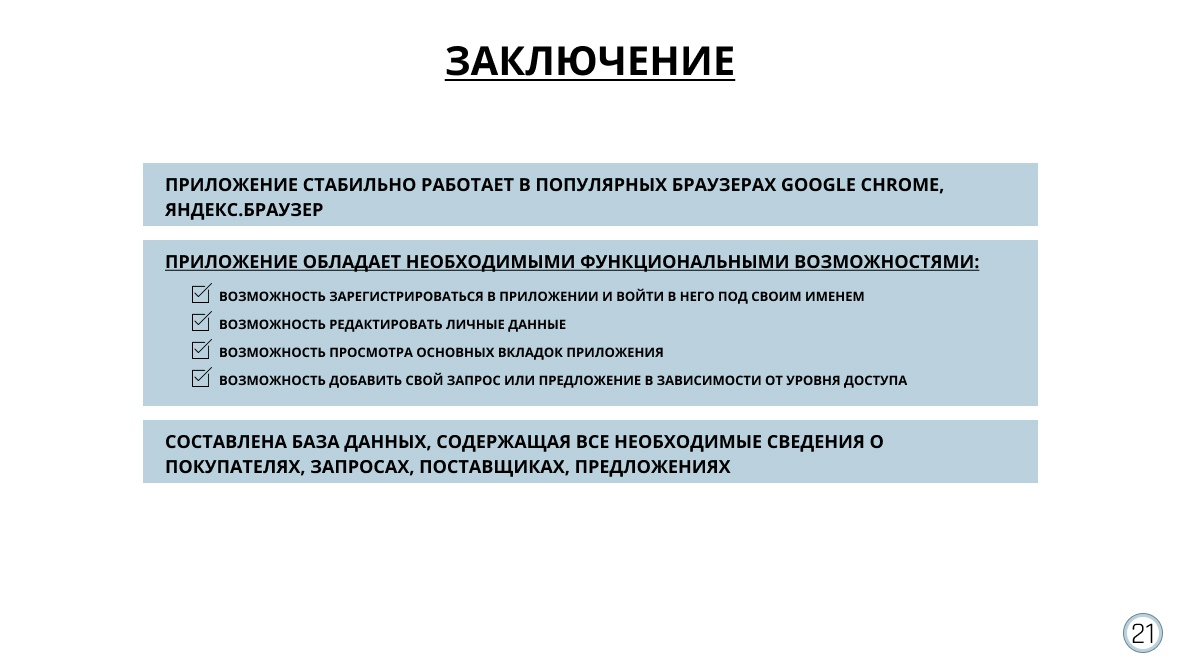 ЗАКЛЮЧЕНИЕ
ПРИЛОЖЕНИЕ СТАБИЛЬНО РАБОТАЕТ В ПОПУЛЯРНЫХ БРАУЗЕРАХ GOOGLE CHROME,
ЯНДЕКС.БРАУЗЕР
ПРИЛОЖЕНИЕ ОБЛАДАЕТ НЕОБХОДИМЫМИ ФУНКЦИОНАЛЬНЫМИ ВОЗМОЖНОСТЯМИ:
ВОЗМОЖНОСТЬ ЗАРЕГИСТРИРОВАТЬСЯ В ПРИЛОЖЕНИИ И ВОЙТИ В НЕГО ПОД СВОИМ ИМЕНЕМ
ВОЗМОЖНОСТЬ РЕДАКТИРОВАТЬ ЛИЧНЫЕ ДАННЫЕ
ВОЗМОЖНОСТЬ ПРОСМОТРА ОСНОВНЫХ ВКЛАДОК ПРИЛОЖЕНИЯ
ВОЗМОЖНОСТЬ ДОБАВИТЬ СВОЙ ЗАПРОС ИЛИ ПРЕДЛОЖЕНИЕ В ЗАВИСИМОСТИ ОТ УРОВНЯ ДОСТУПА
СОСТАВЛЕНА БАЗА ДАННЫХ, СОДЕРЖАЩАЯ ВСЕ НЕОБХОДИМЫЕ СВЕДЕНИЯ О
ПОКУПАТЕЛЯХ, ЗАПРОСАХ, ПОСТАВЩИКАХ, ПРЕДЛОЖЕНИЯХ
21